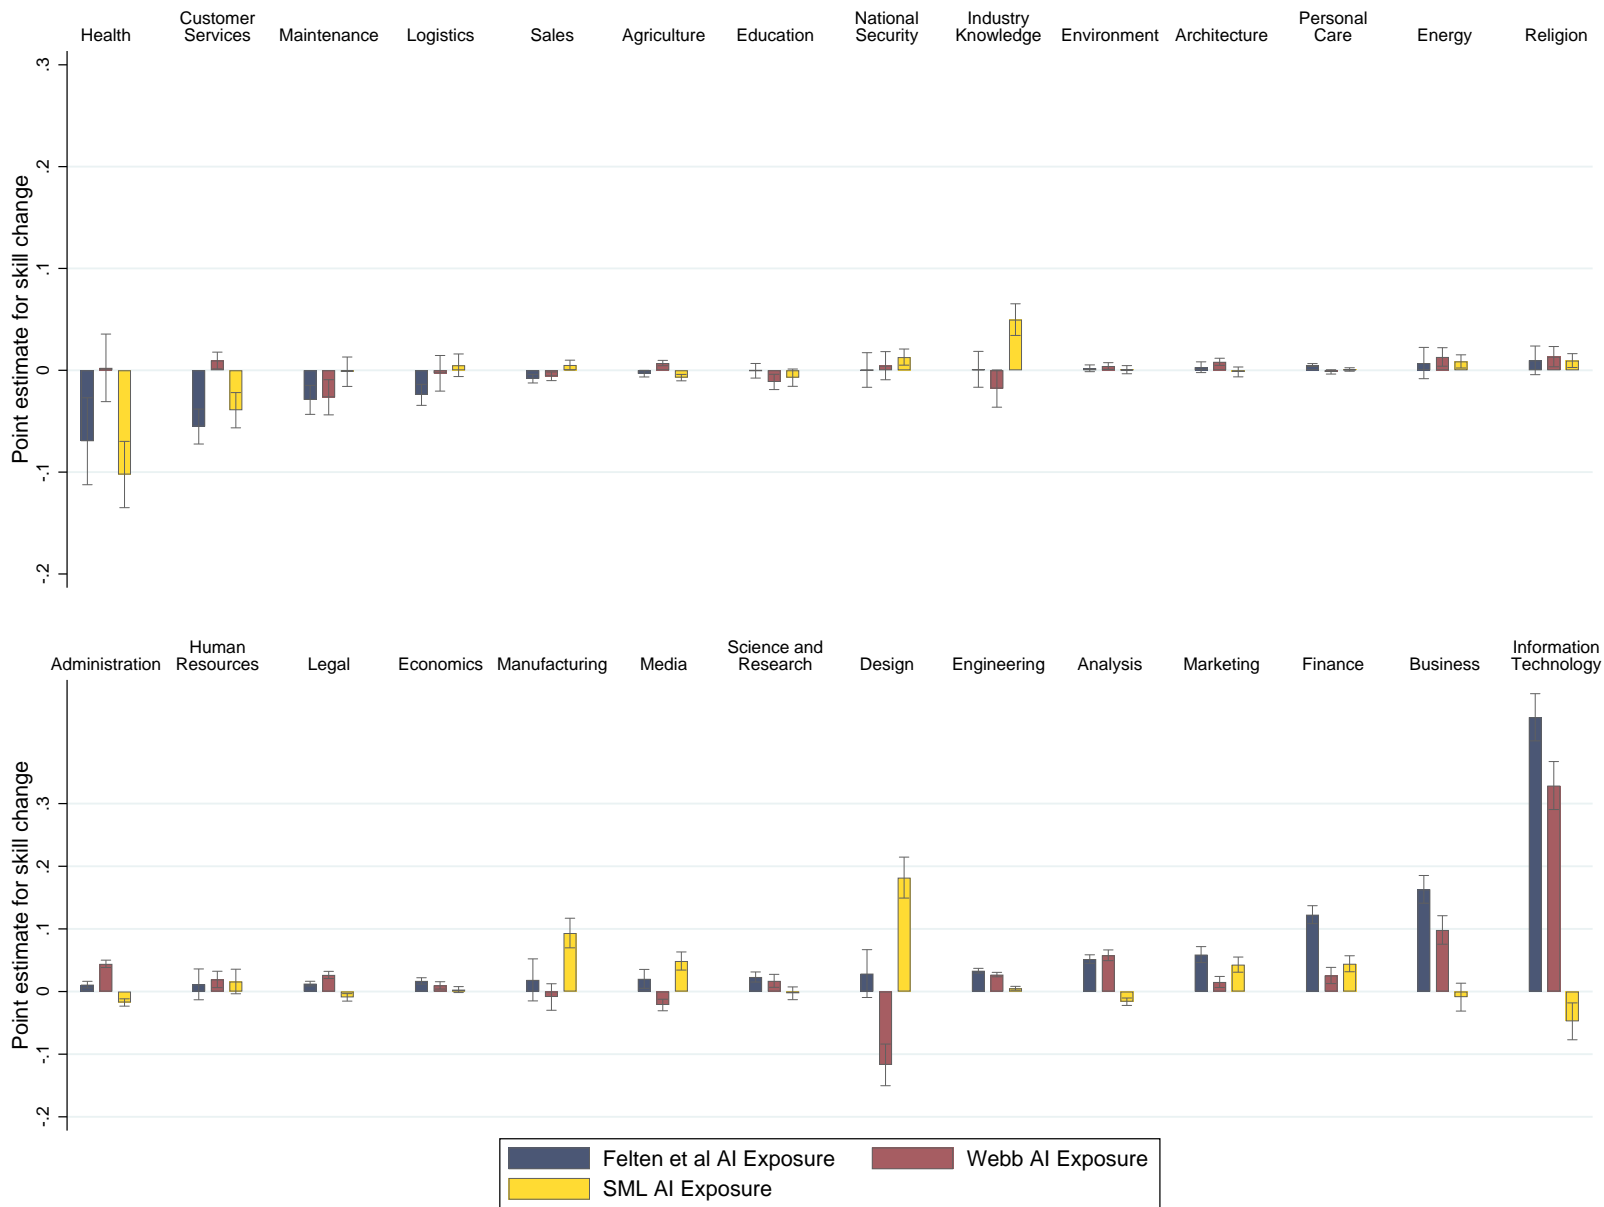 Health
Customer
Services
Maintenance
Logistics
Sales
Agriculture
Education
National
Security
Industry
Knowledge
Environment
Architecture
Personal
Care
Energy
Religion
Point estimate for skill change
.3
.2
.1
0
-.1
-.2
Administration
Human
Resources
Legal
Economics
Manufacturing
Media
Science and
Research
Design
Engineering
Analysis
Marketing
Finance
Business
Information
Technology
Point estimate for skill change
.3
.2
.1
0
-.1
-.2
Felten et al AI Exposure
Webb AI Exposure
SML AI Exposure